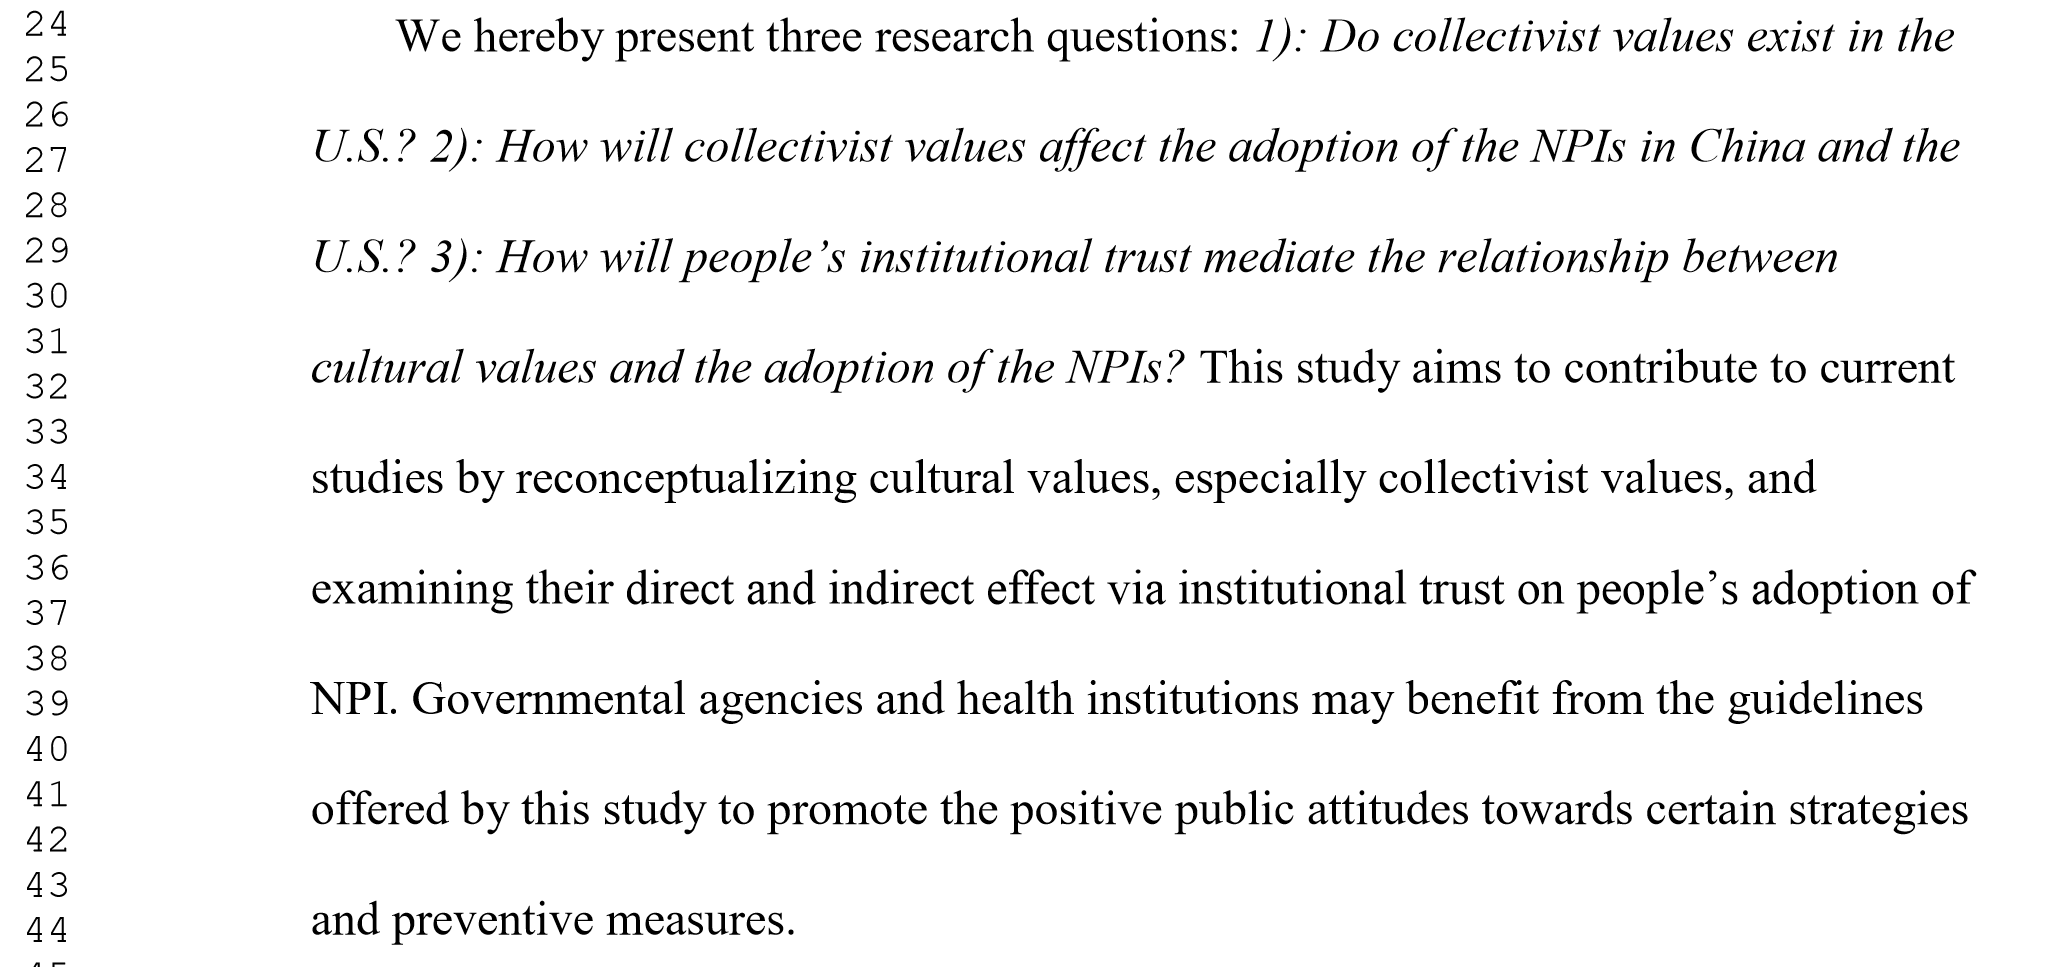 24
We hereby present three research questions: 1): Do collectivist values exist in the
25
26
U.S.? 2): How will collectivist values affect the adoption of the NPIs in China and the
27
28
29
U.S.? 3): How will people’s institutional trust mediate the relationship between
30
31
cultural values and the adoption of the NPIs? This study aims to contribute to current
32
33
34
studies by reconceptualizing cultural values, especially collectivist values, and
35
36
examining their direct and indirect effect via institutional trust on people’s adoption of
37
38
39
NPI. Governmental agencies and health institutions may benefit from the guidelines
40
41
offered by this study to promote the positive public attitudes towards certain strategies
42
43
44
and preventive measures.